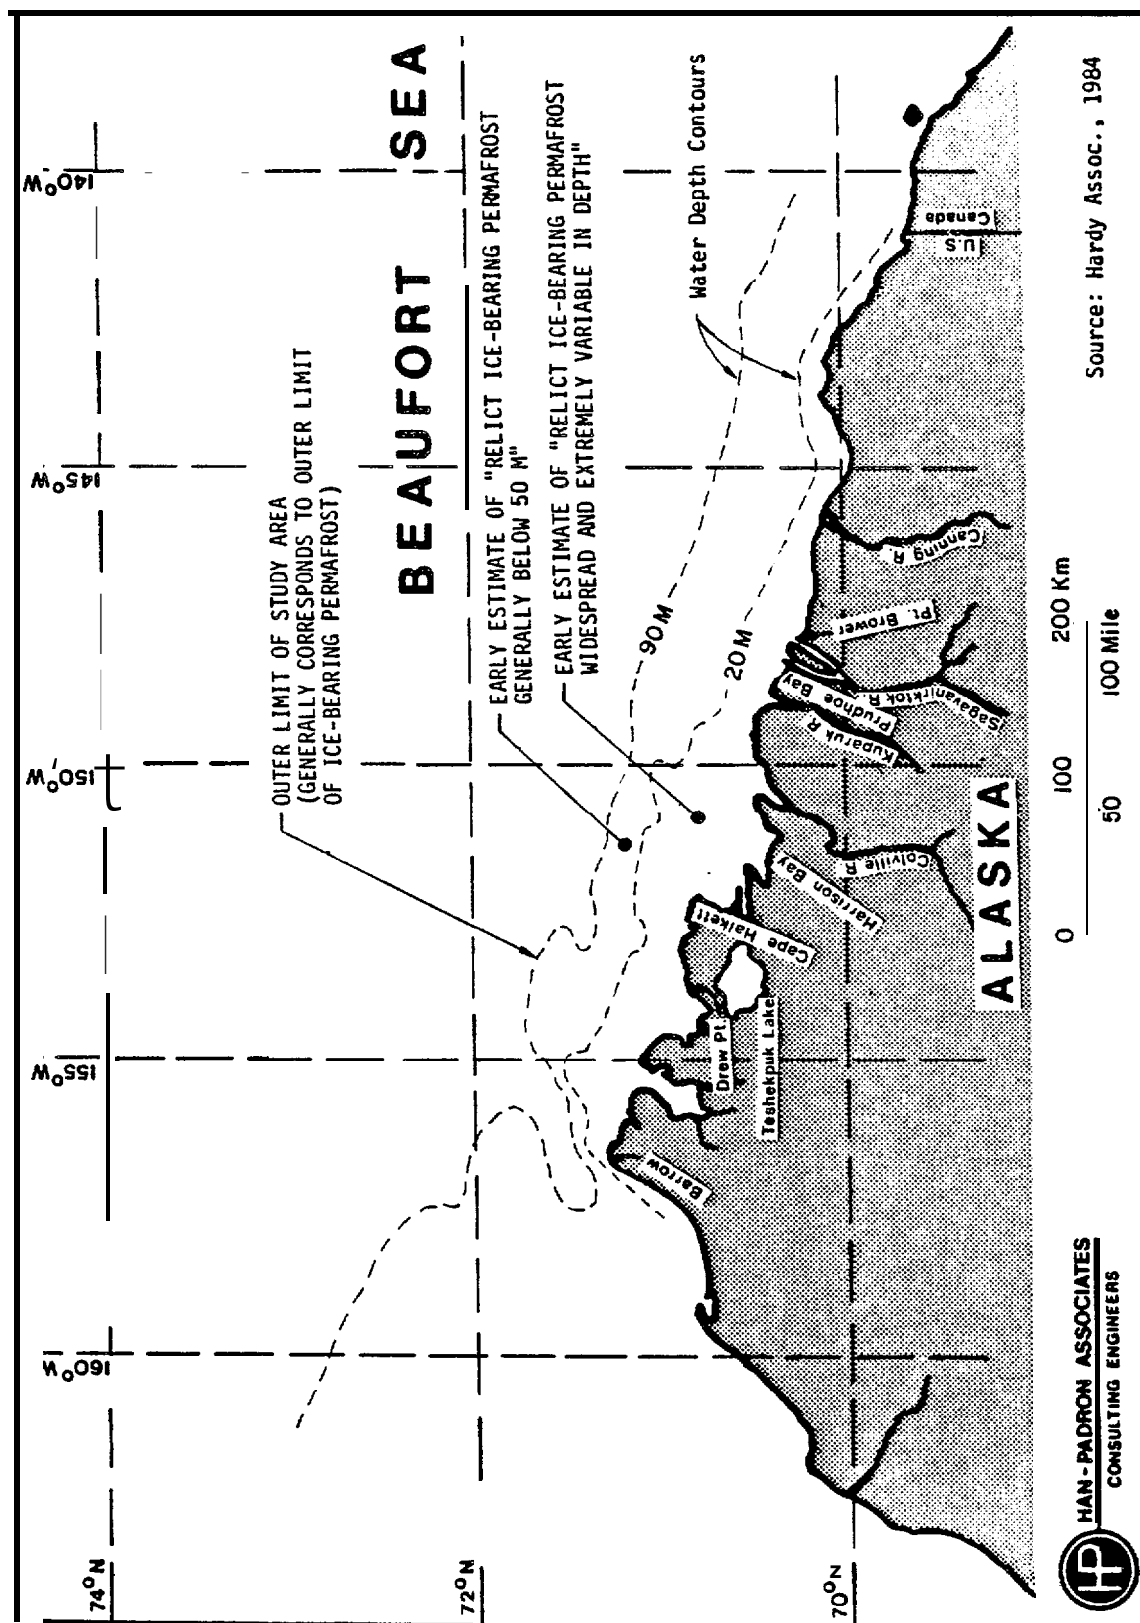 74°N
72°N
70°N
160°W
155°W
150°W
145°W
140°W
BEAUFORT SEA
OUTER LIMIT OF STUDY AREA
(GENERALLY CORRESPONDS TO OUTER LIMIT
OF ICE-BEARING PERMAFROST)
EARLY ESTIMATE OF "RELICT ICE-BEARING PERMAFROST
GENERALLY BELOW 50 M"
EARLY ESTIMATE OF "RELICT ICE-BEARING PERMAFROST
WIDESPREAD AND EXTREMELY VARIABLE IN DEPTH"
Water Depth Contours
90 M
20 M
Barrow
Drew Pt.
Teshekpuk Lake
Cape Halkett
Harrison Bay
Colville R.
Kuparuk R.
Prudhoe Bay
Sagavanirktok R.
Pt. Brower
Canning R.
U.S
Canada
ALASKA
0 100 200 Km
50 100 Mile
Source: Hardy Assoc., 1984
HP
HAN-PADRON ASSOCIATES
CONSULTING ENGINEERS